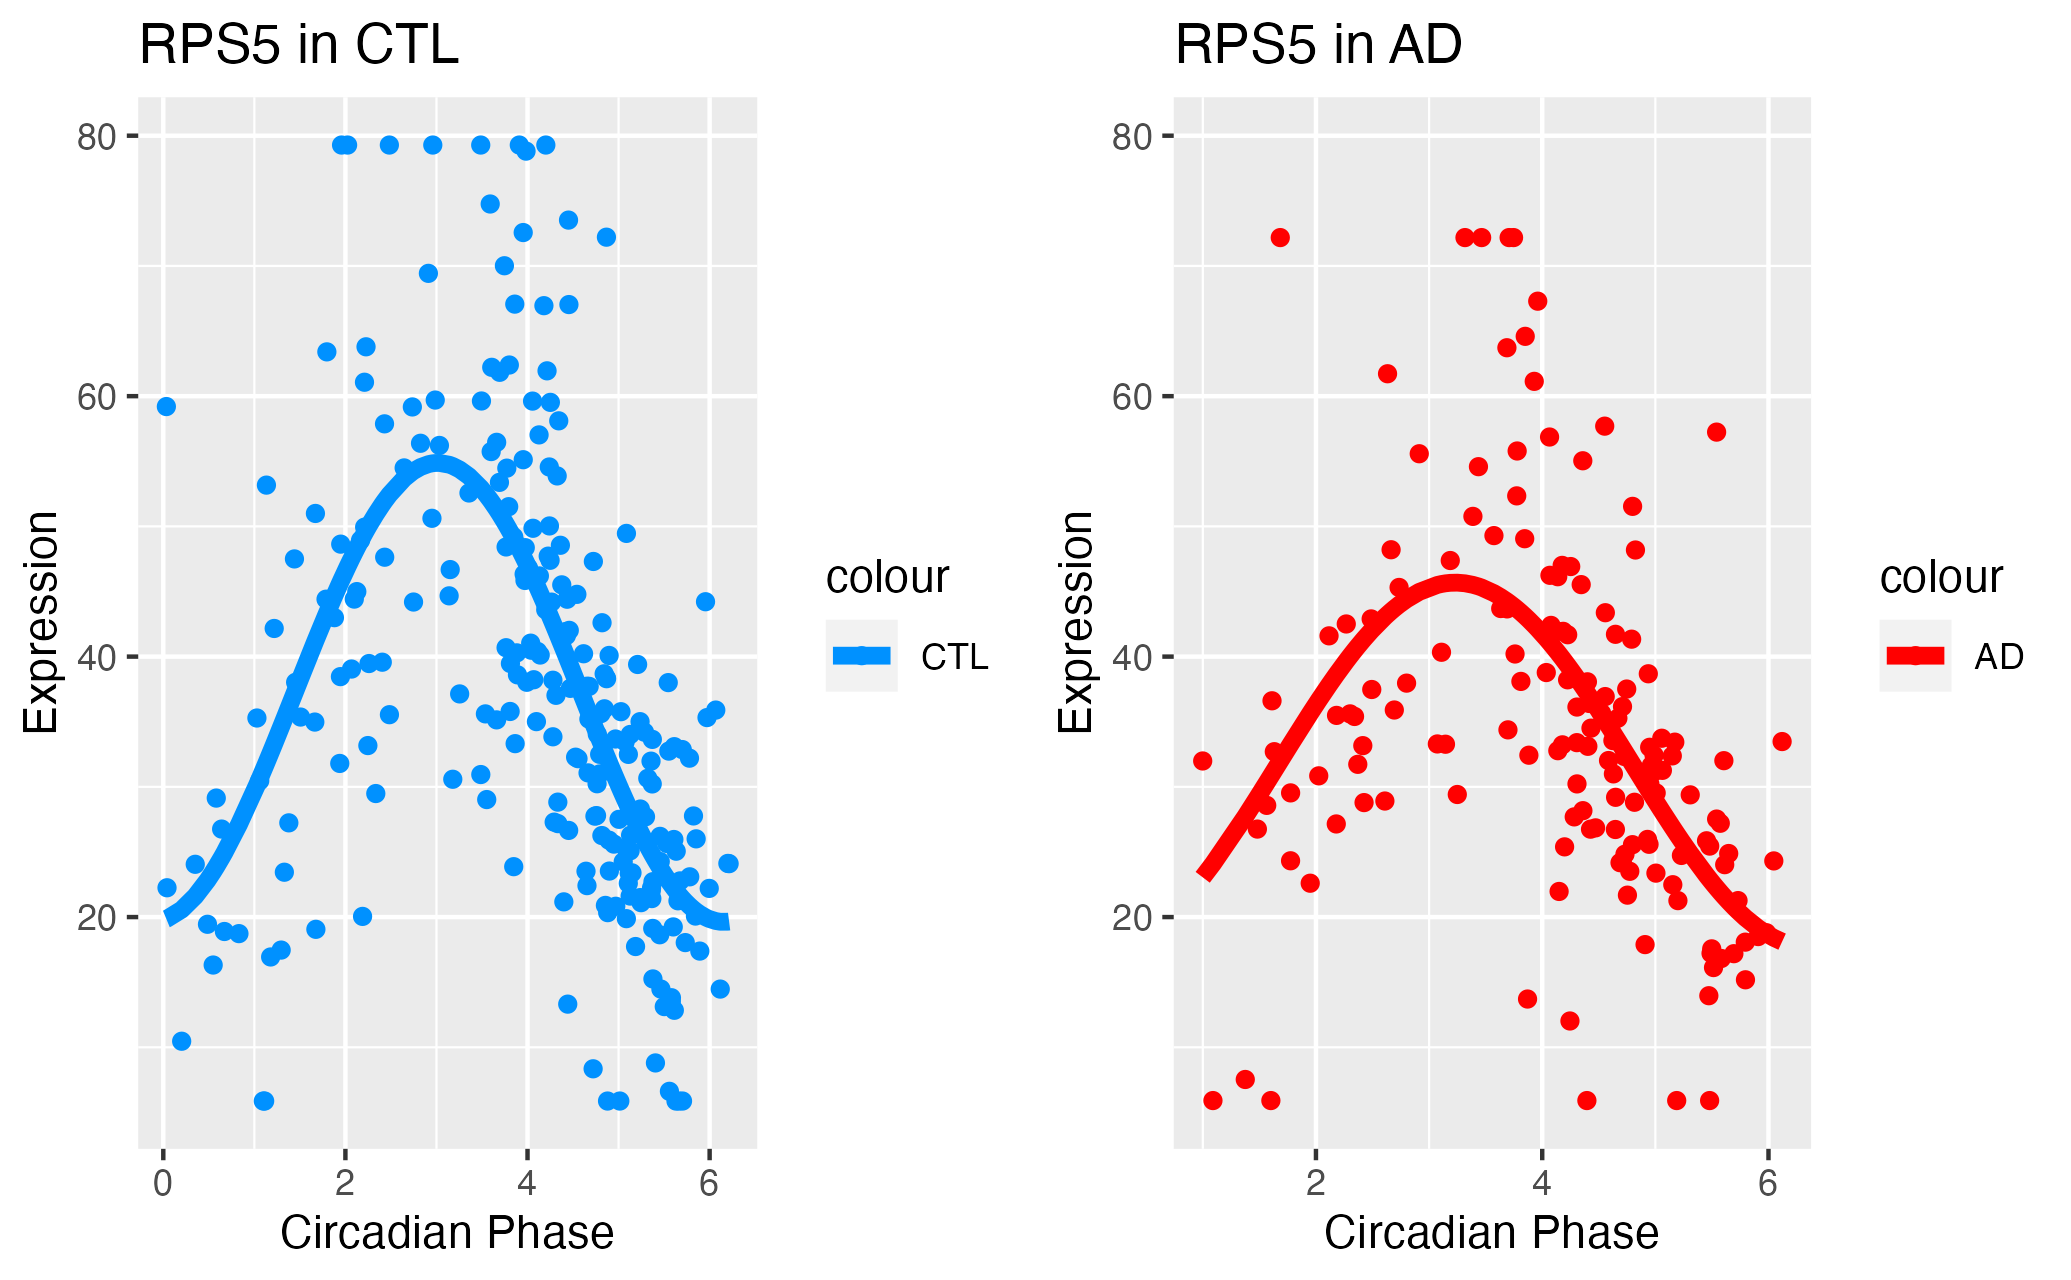 RPS5 in CTL
80
60
40
20
Expression
0 2 4 6
Circadian Phase
colour
CTL
RPS5 in AD
80
60
40
20
Expression
2 4 6
Circadian Phase
colour
AD